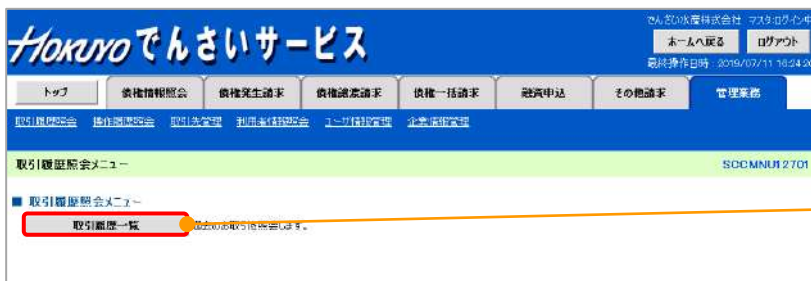 でんさい水産株式会社 マスタ:ログイン中
Hokuyoでんさいサービス
ホームへ戻る ログアウト
最終操作日時:2019/07/11 16:24:26
トップ 債権情報照会 債権発生請求 債権譲渡請求 債権一括請求 融資申込 その他請求 管理業務
取引履歴照会 操作履歴照会 取引先管理 利用者情報照会 ユーザ情報管理 企業情報管理
取引履歴照会メニュー SCCMNU12701
■ 取引履歴照会メニュー
取引履歴一覧 過去のお取引を照会します。